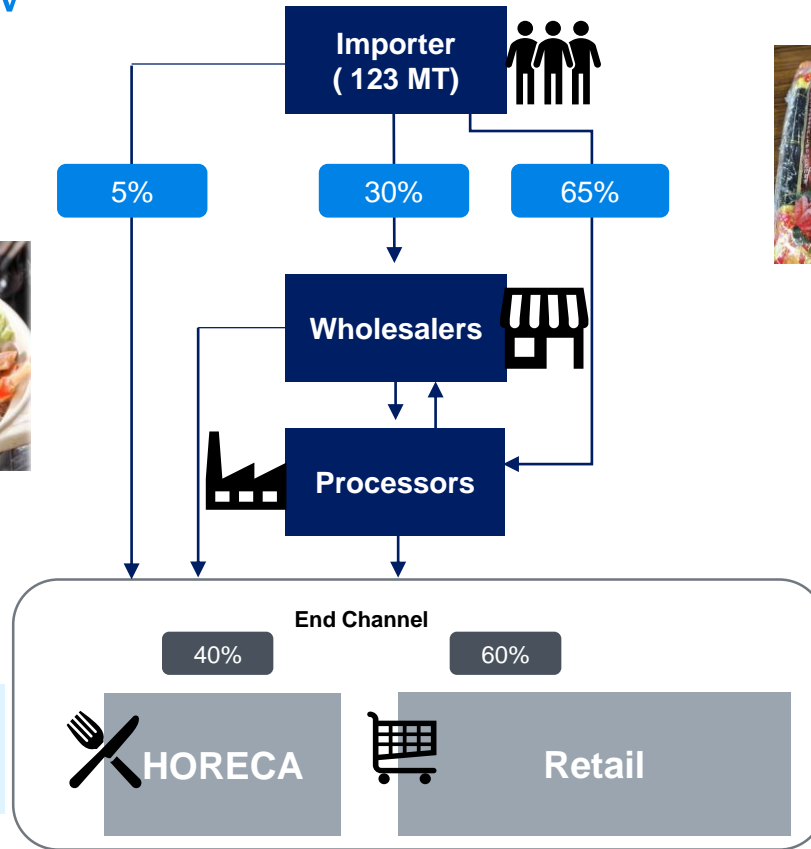 Importer
( 123 MT)
5%
30%
65%
Wholesalers
Processors
End Channel
40%
60%
HORECA
Retail